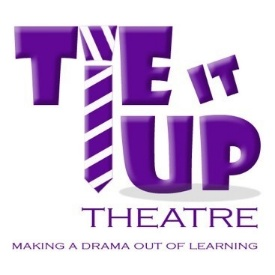 TIE IT
UP
THEATRE
MAKING A DRAMA OUT OF LEARNING